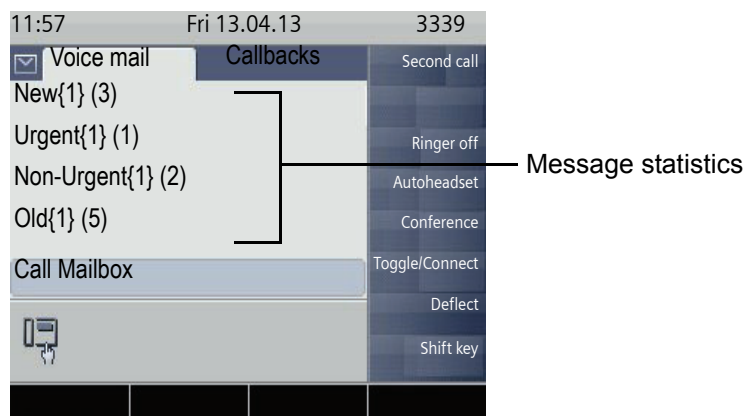 11:57 Fri 13.04.13 3339
Voice mail Callbacks
New{1} (3)
Urgent{1} (1)
Non-Urgent{1} (2)
Old{1} (5)
Call Mailbox
Second call
Ringer off
Autoheadset
Conference
Toggle/Connect
Deflect
Shift key
Message statistics